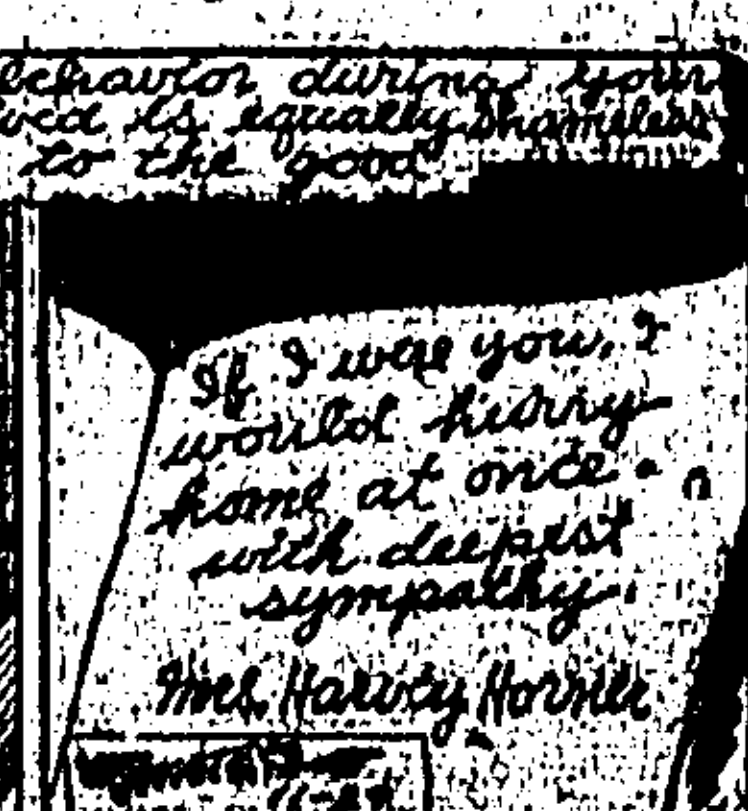 behavior during your
is equally shameless
to the good
If I were you, I
would hurry
home at once.
with deepest
sympathy.
Mrs. Harvey Horner